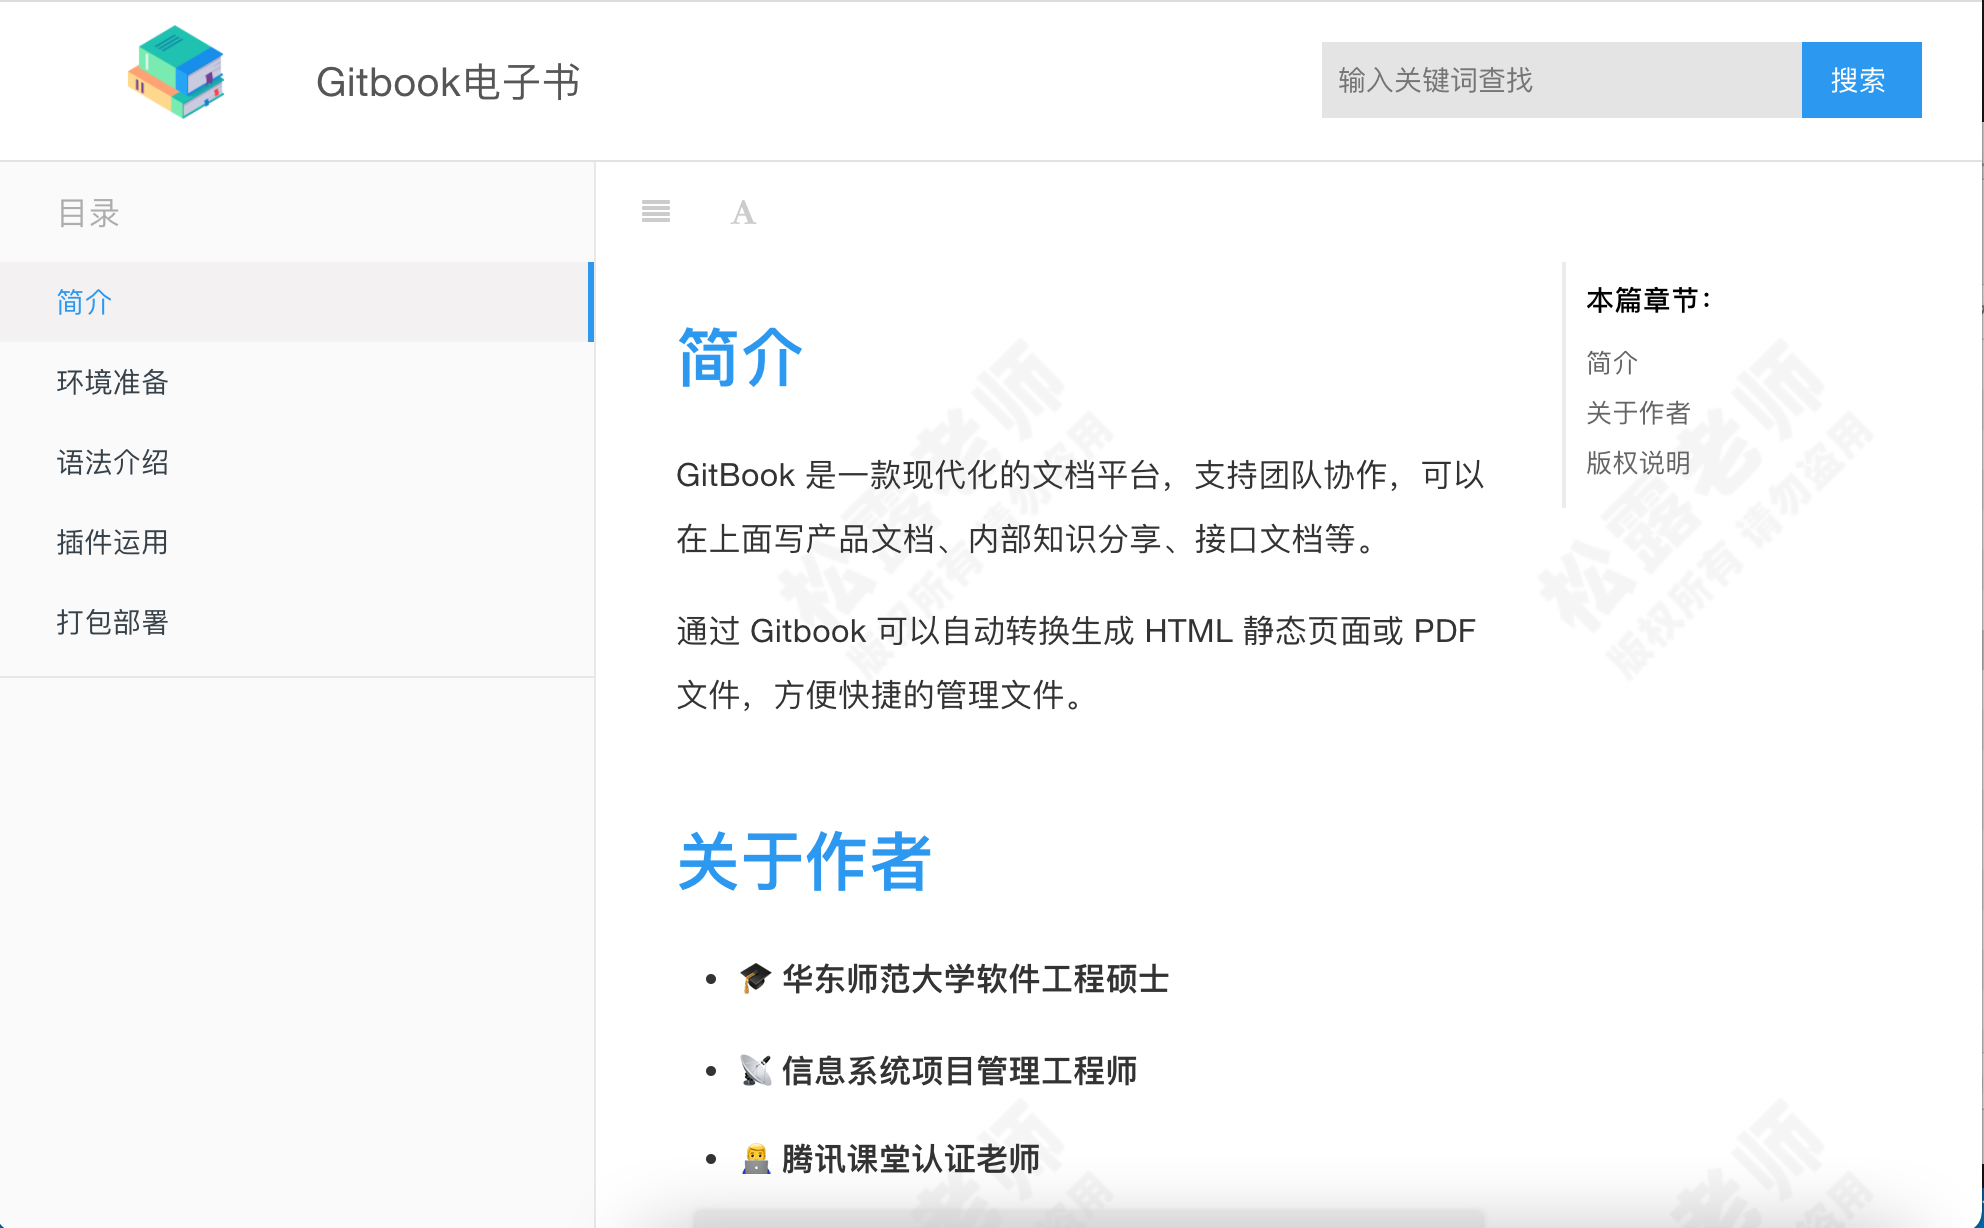 Gitbook电子书
输入关键词查找
搜索
目录
简介
环境准备
语法介绍
插件运用
打包部署
A
简介
GitBook 是一款现代化的文档平台，支持团队协作，可以
在上面写产品文档、内部知识分享、接口文档等。
通过 Gitbook 可以自动转换生成 HTML 静态页面或 PDF
文件，方便快捷的管理文件。
关于作者
• 🎓 华东师范大学软件工程硕士
• 📡 信息系统项目管理工程师
• 👨‍💻 腾讯课堂认证老师
本篇章节：
简介
关于作者
版权说明
松露老师
版权所有 请勿盗用
松露老师
版权所有 请勿盗用
老师
盗用
老师
盗用